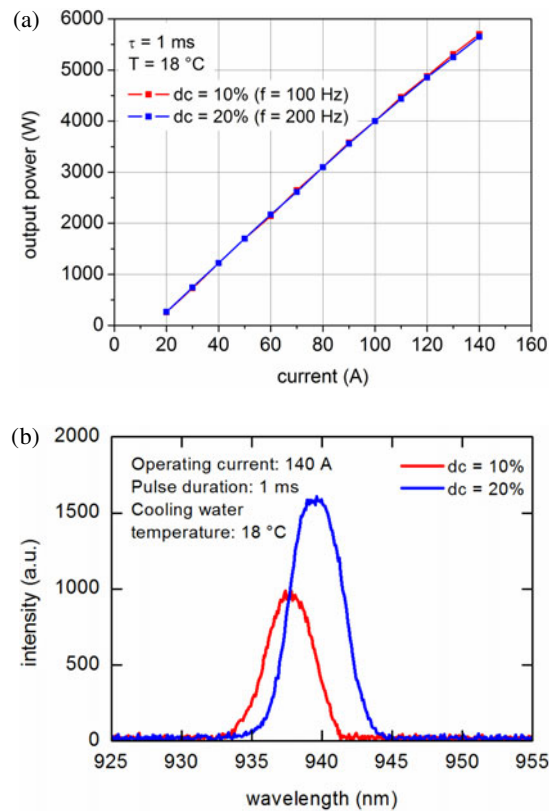 (a)
τ = 1 ms
T = 18 °C
dc = 10% (f = 100 Hz)
dc = 20% (f = 200 Hz)
output power (W)
6000
5000
4000
3000
2000
1000
0
0 20 40 60 80 100 120 140 160
current (A)
(b)
Operating current: 140 A
Pulse duration: 1 ms
Cooling water
temperature: 18 °C
dc = 10%
dc = 20%
intensity (a.u.)
2000
1500
1000
500
0
925 930 935 940 945 950 955
wavelength (nm)